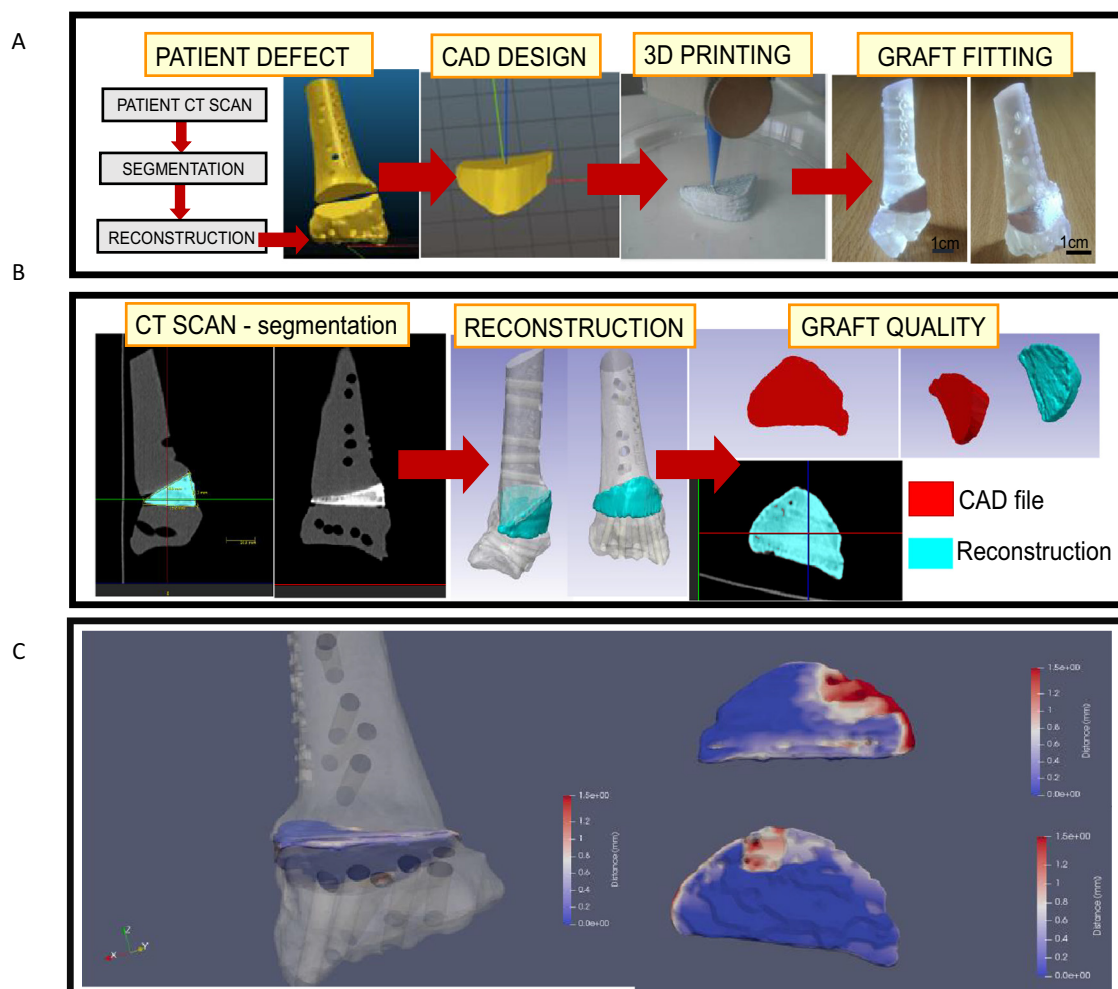 A
PATIENT DEFECT
CAD DESIGN
3D PRINTING
GRAFT FITTING
PATIENT CT SCAN
SEGMENTATION
RECONSTRUCTION
1cm
1cm
B
CT SCAN - segmentation
RECONSTRUCTION
GRAFT QUALITY
CAD file
Reconstruction
C
1.5e+00
1.2
1
0.8
0.6
0.4
0.2
0.0e+00
Distance (mm)
1.5e+00
1.2
1
0.8
0.6
0.4
0.2
0.0e+00
Distance (mm)
1.5e+00
1.2
1
0.8
0.6
0.4
0.2
0.0e+00
Distance (mm)
Z
X
Y